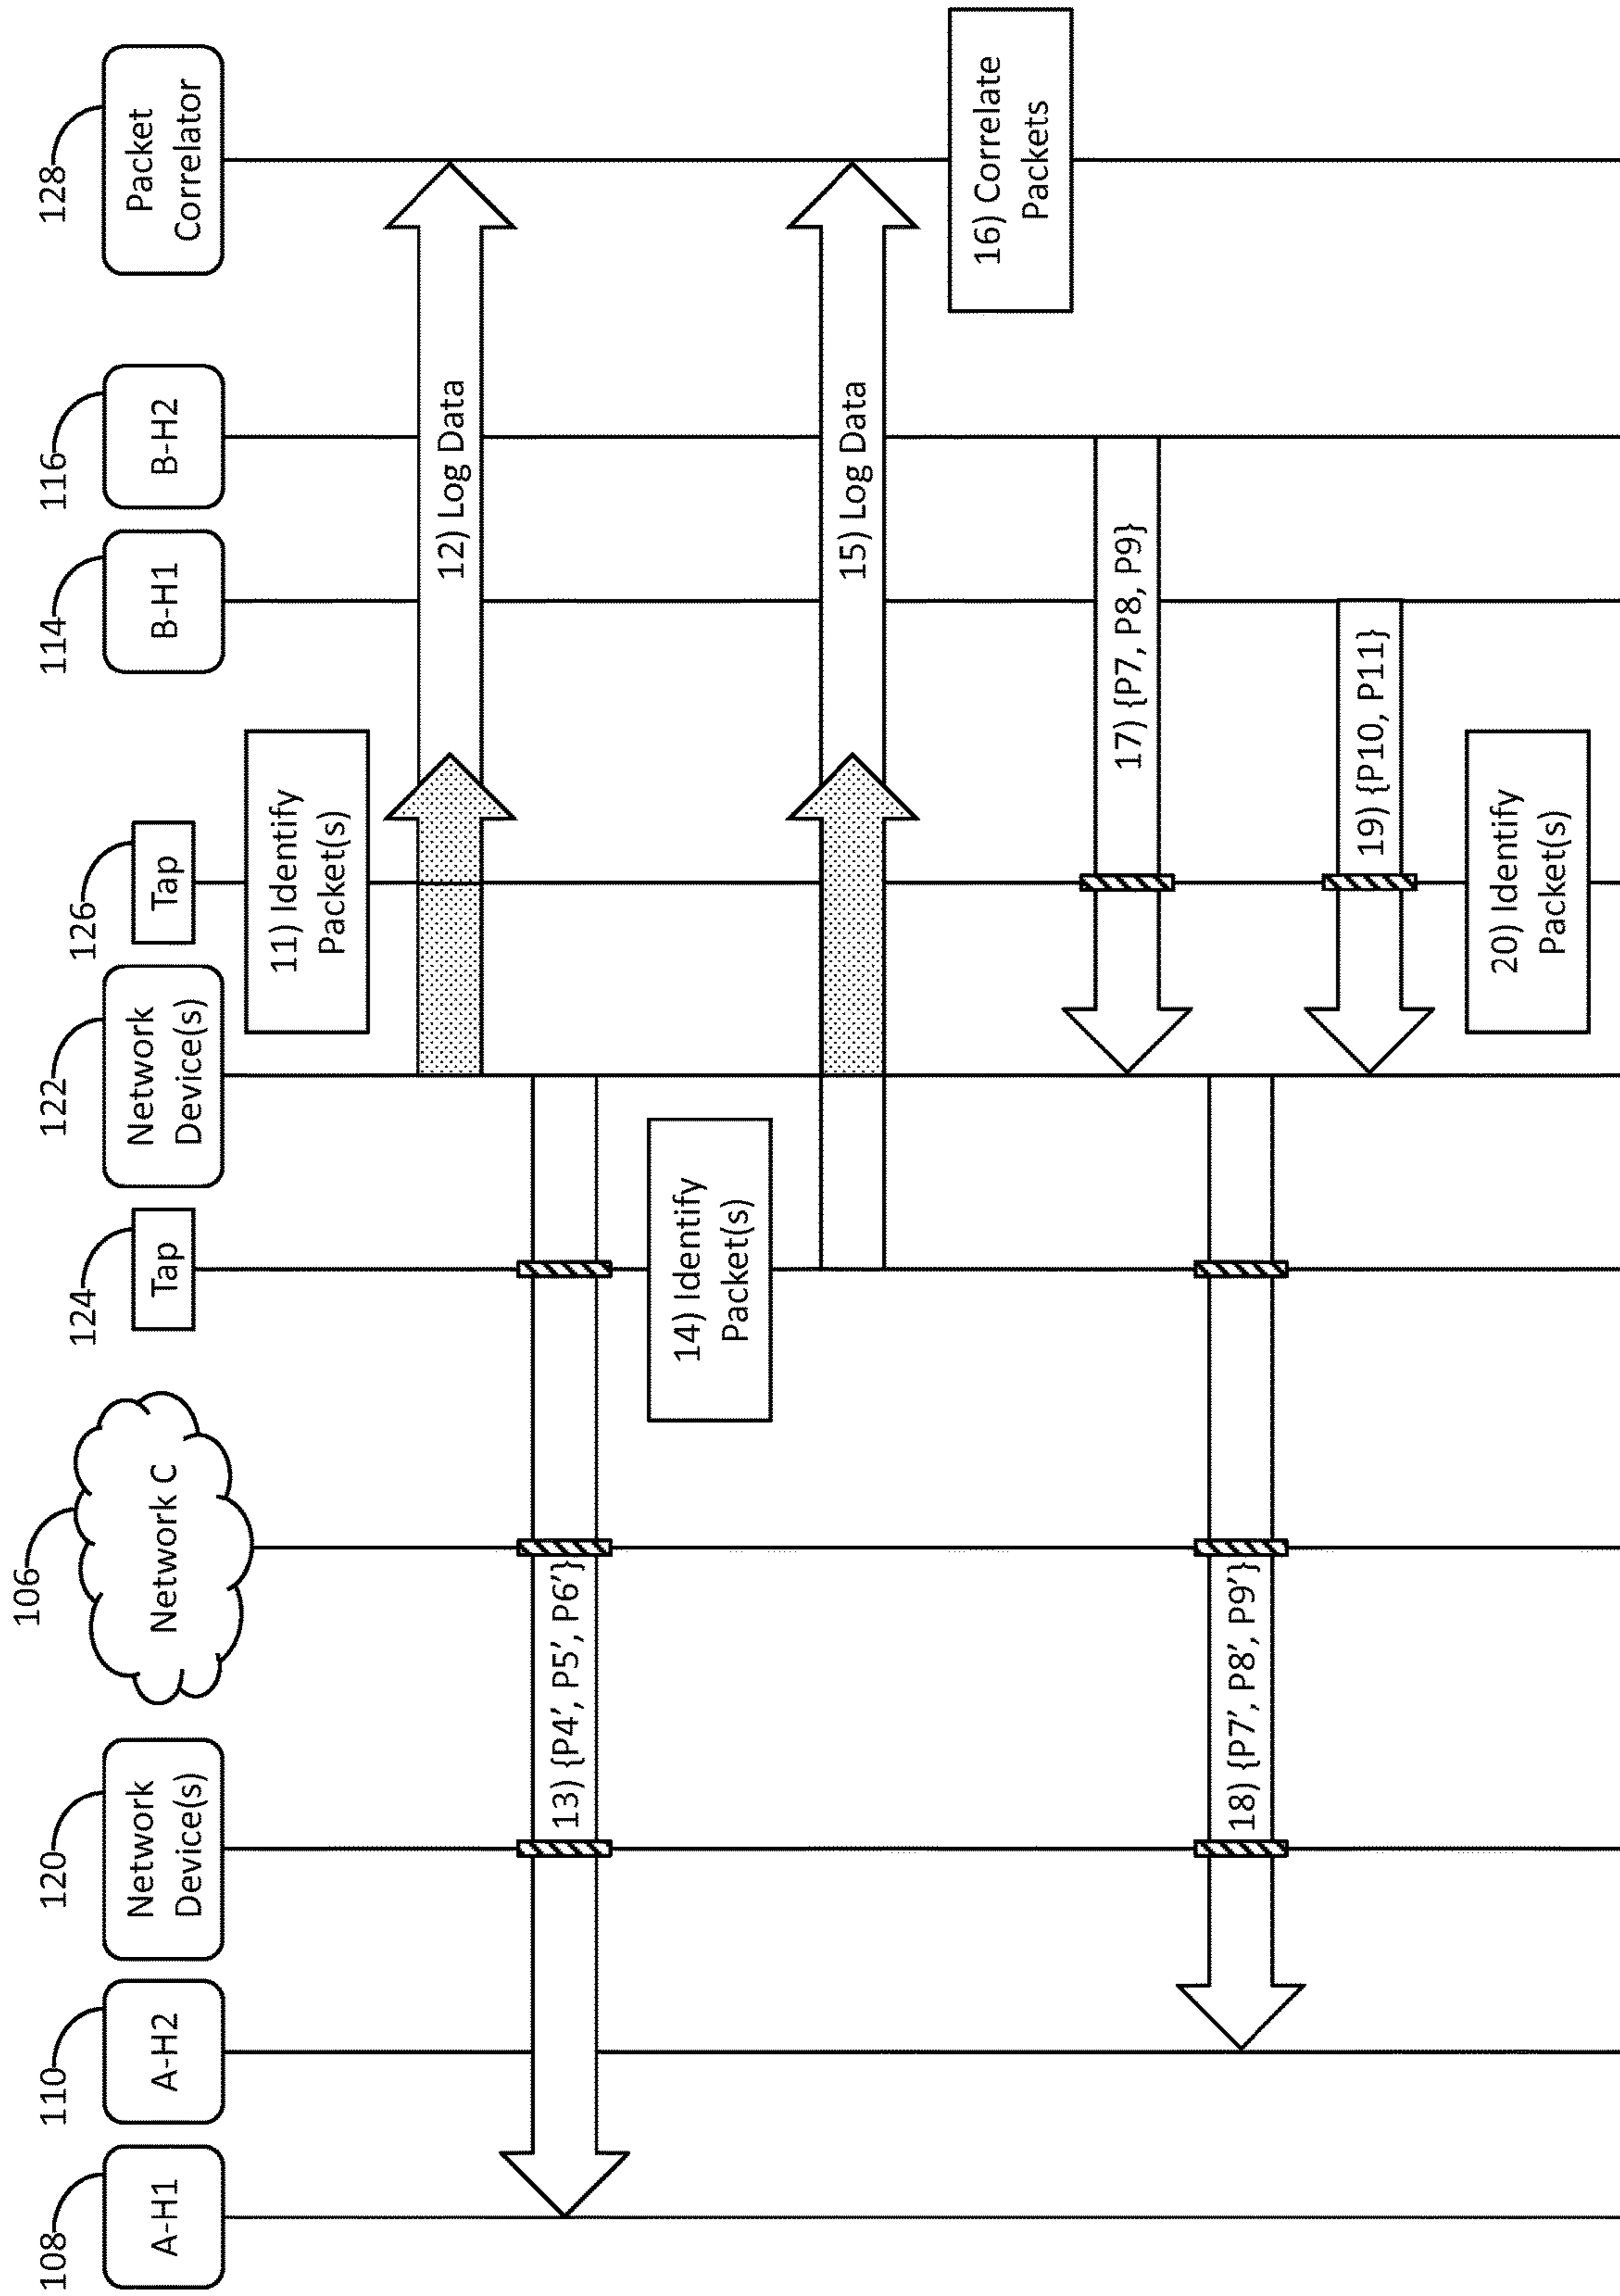 108
110
120
106
124
122
126
114
116
128
A-H1
A-H2
Network
Device(s)
Network C
Tap
Network
Device(s)
Tap
B-H1
B-H2
Packet
Correlator
11) Identify
Packet(s)
12) Log Data
13) {P4’, P5’, P6’}
14) Identify
Packet(s)
15) Log Data
16) Correlate
Packets
17) {P7, P8, P9}
18) {P7’, P8’, P9’}
19) {P10, P11}
20) Identify
Packet(s)